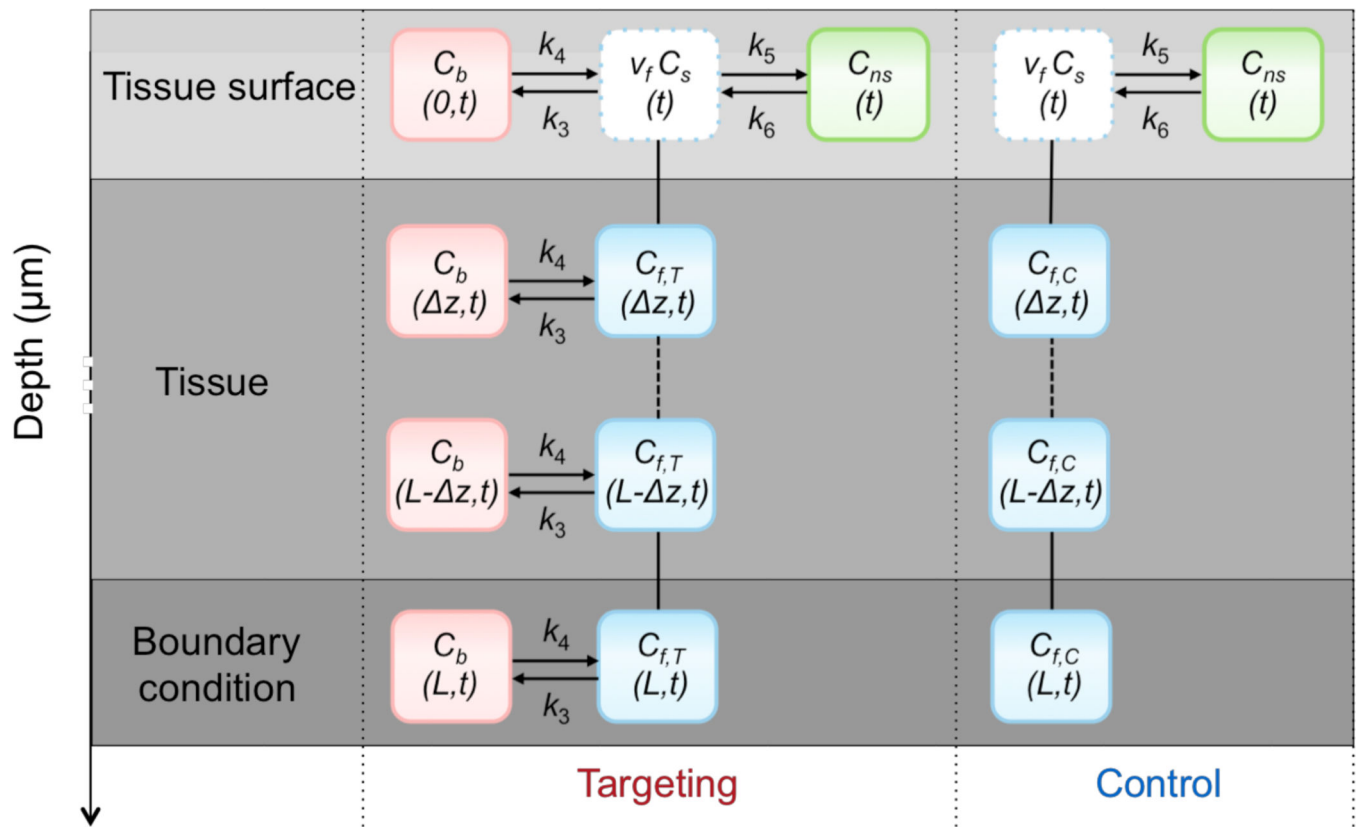 Depth (µm)
Tissue surface
C_b
(0,t)
k_4
k_3
v_f C_s
(t)
k_5
k_6
C_ns
(t)
v_f C_s
(t)
k_5
k_6
C_ns
(t)
Tissue
C_b
(Δz,t)
k_4
k_3
C_f,T
(Δz,t)
C_f,C
(Δz,t)
C_b
(L-Δz,t)
k_4
k_3
C_f,T
(L-Δz,t)
C_f,C
(L-Δz,t)
Boundary
condition
C_b
(L,t)
k_4
k_3
C_f,T
(L,t)
C_f,C
(L,t)
Targeting
Control